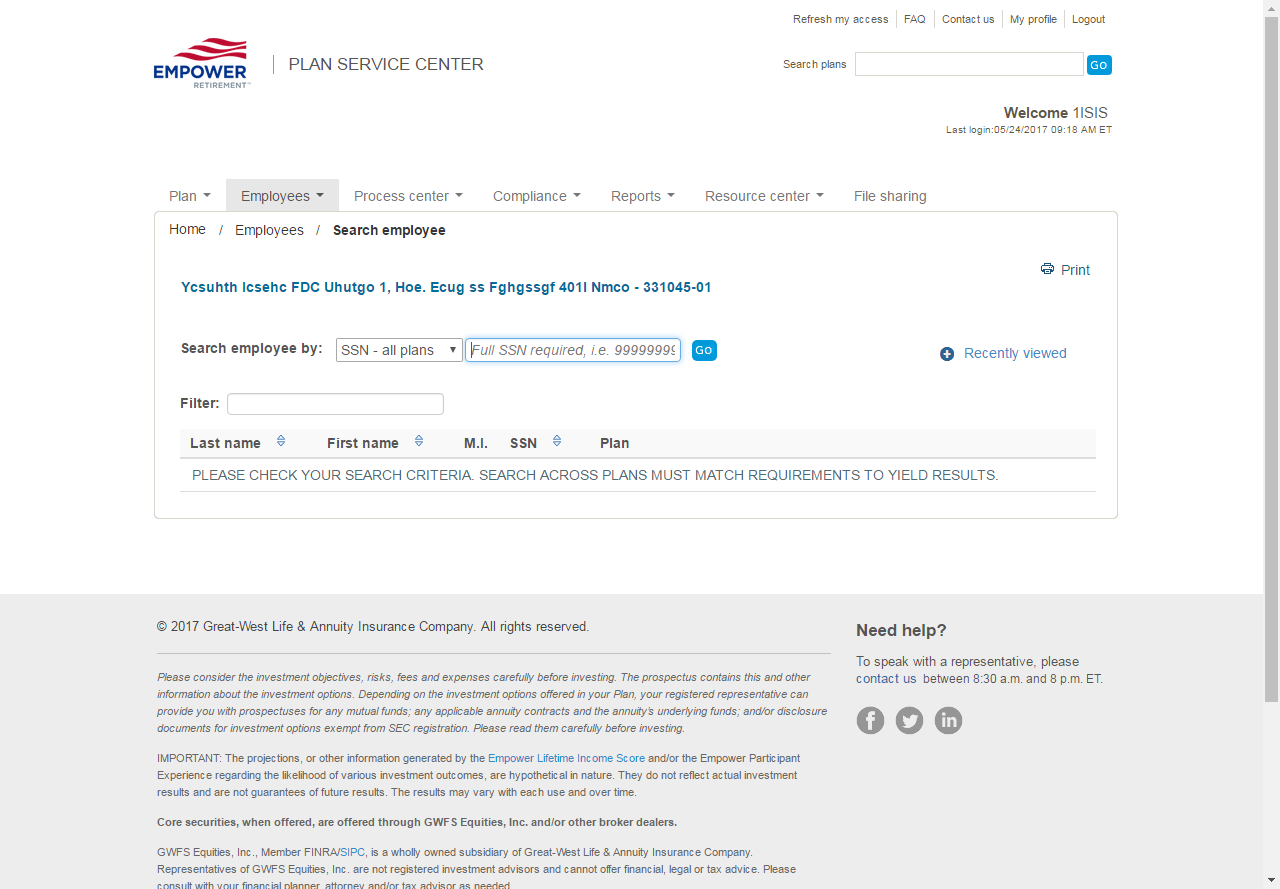 Refresh my access FAQ Contact us My profile Logout
EMPOWER
RETIREMENT™
PLAN SERVICE CENTER
Search plans Go
Welcome 1ISIS
Last login:05/24/2017 09:18 AM ET
Plan Employees Process center Compliance Reports Resource center File sharing
Home / Employees / Search employee
Print
Ycsuhth Icsehc FDC Uhutgo 1, Hoe. Ecug ss Fghgssgf 401l Nmco - 331045-01
Search employee by: SSN - all plans Full SSN required, i.e. 99999999 Go
Recently viewed
Filter:
Last name First name M.I. SSN Plan
PLEASE CHECK YOUR SEARCH CRITERIA. SEARCH ACROSS PLANS MUST MATCH REQUIREMENTS TO YIELD RESULTS.
© 2017 Great-West Life & Annuity Insurance Company. All rights reserved.
Please consider the investment objectives, risks, fees and expenses carefully before investing. The prospectus contains this and other
information about the investment options. Depending on the investment options offered in your Plan, your registered representative can
provide you with prospectuses for any mutual funds; any applicable annuity contracts and the annuity's underlying funds; and/or disclosure
documents for investment options exempt from SEC registration. Please read them carefully before investing.
IMPORTANT: The projections, or other information generated by the Empower Lifetime Income Score and/or the Empower Participant
Experience regarding the likelihood of various investment outcomes, are hypothetical in nature. They do not reflect actual investment
results and are not guarantees of future results. The results may vary with each use and over time.
Core securities, when offered, are offered through GWFS Equities, Inc. and/or other broker dealers.
GWFS Equities, Inc., Member FINRA/SIPC, is a wholly owned subsidiary of Great-West Life & Annuity Insurance Company.
Representatives of GWFS Equities, Inc. are not registered investment advisors and cannot offer financial, legal or tax advice. Please
consult with your financial planner, attorney and/or tax advisor as needed.
Need help?
To speak with a representative, please
contact us between 8:30 a.m. and 8 p.m. ET.